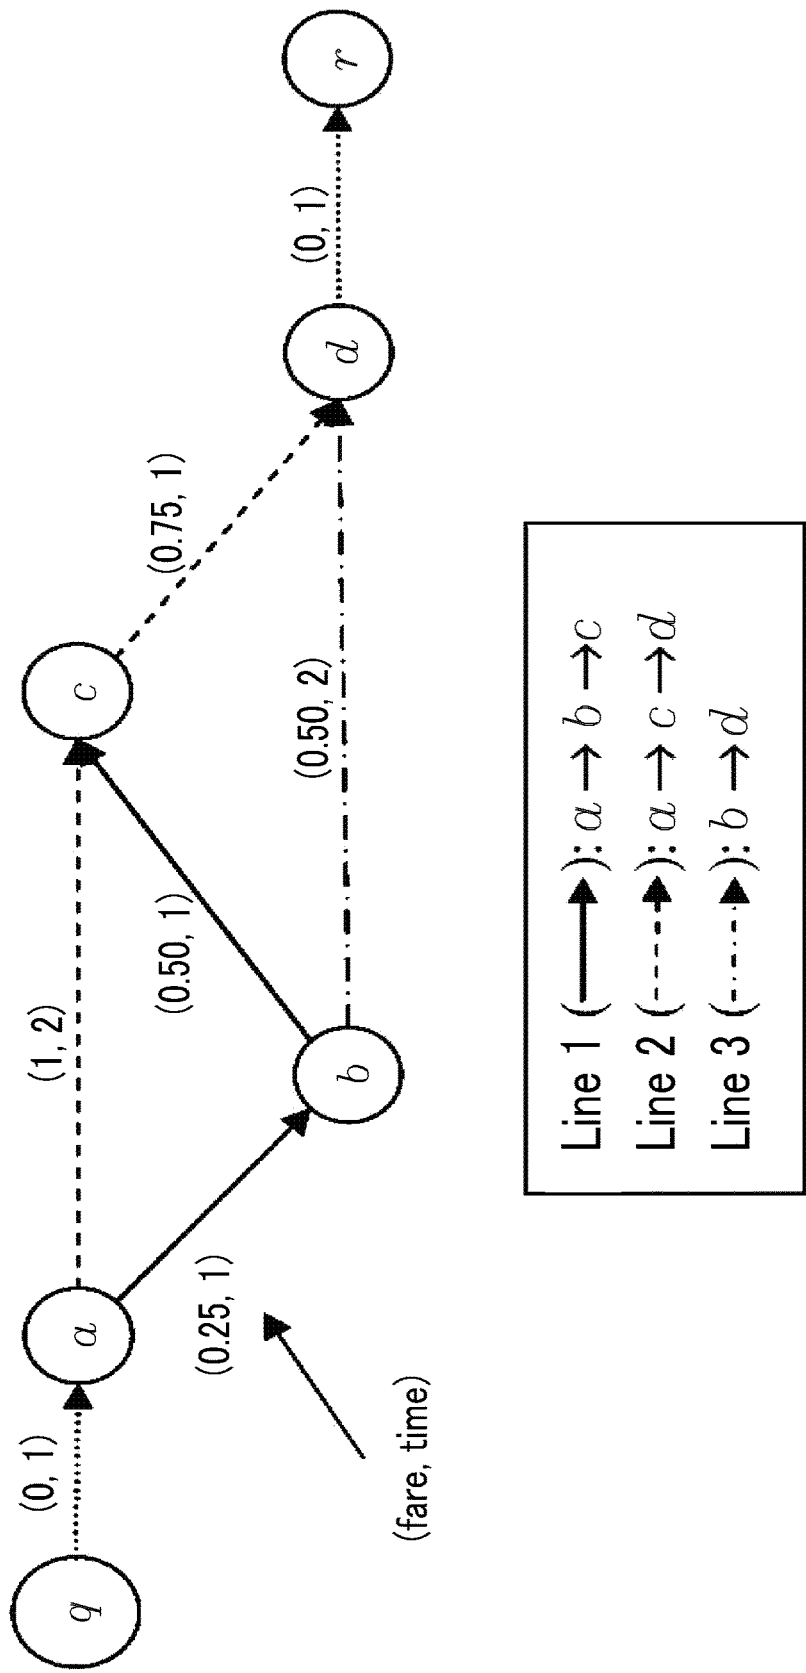 q
(0, 1)
a
(1, 2)
(0.25, 1)
(fare, time)
b
(0.50, 1)
c
(0.50, 2)
(0.75, 1)
d
(0, 1)
r
Line 1 (→): a → b → c
Line 2 (⇢): a → c → d
Line 3 (⇢): b → d